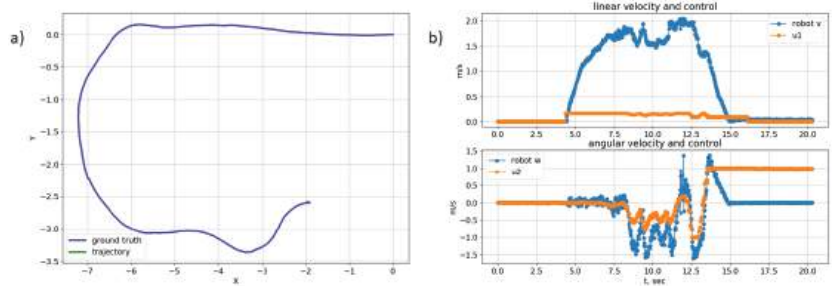 a)
0.0
−0.5
−1.0
−1.5
−2.0
−2.5
−3.0
−3.5
Y
ground truth
trajectory
−7 −6 −5 −4 −3 −2 −1 0
X
b)
linear velocity and control
2.0
1.5
1.0
0.5
0.0
m/s
robot v
u1
0.0 2.5 5.0 7.5 10.0 12.5 15.0 17.5 20.0
angular velocity and control
1.5
1.0
0.5
0.0
−0.5
−1.0
−1.5
m/s
robot w
u2
0.0 2.5 5.0 7.5 10.0 12.5 15.0 17.5 20.0
t, sec